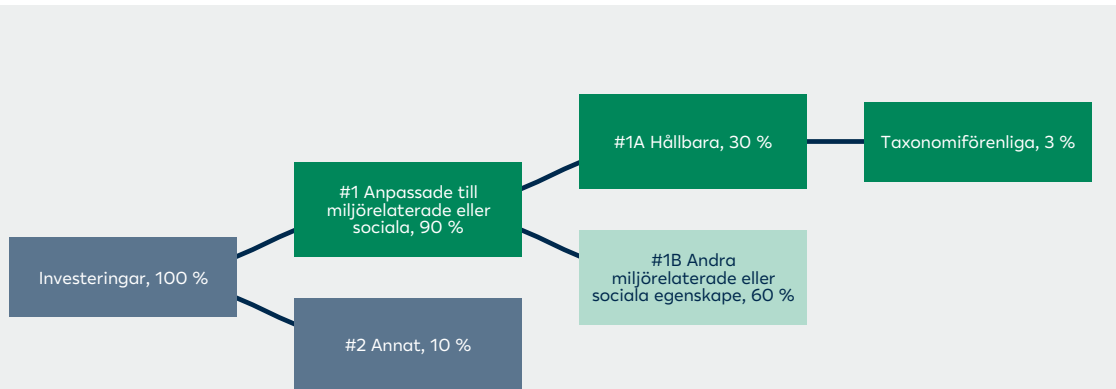 #1A Hållbara, 30 %
Taxonomiförenliga, 3 %
#1 Anpassade till
miljörelaterade eller
sociala, 90 %
#1B Andra
miljörelaterade eller
sociala egenskape, 60 %
Investeringar, 100 %
#2 Annat, 10 %